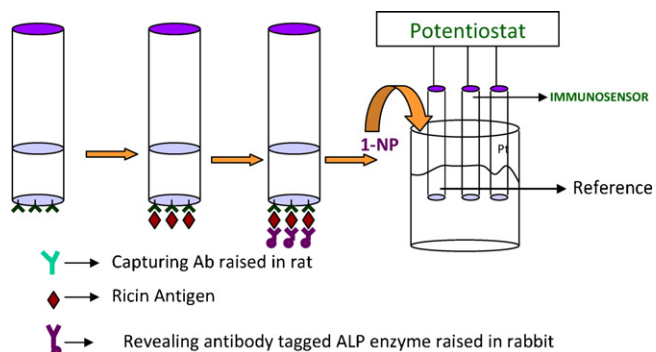 Potentiostat
IMMUNOSENSOR
1-NP
Pt
Reference
Capturing Ab raised in rat
Ricin Antigen
Revealing antibody tagged ALP enzyme raised in rabbit